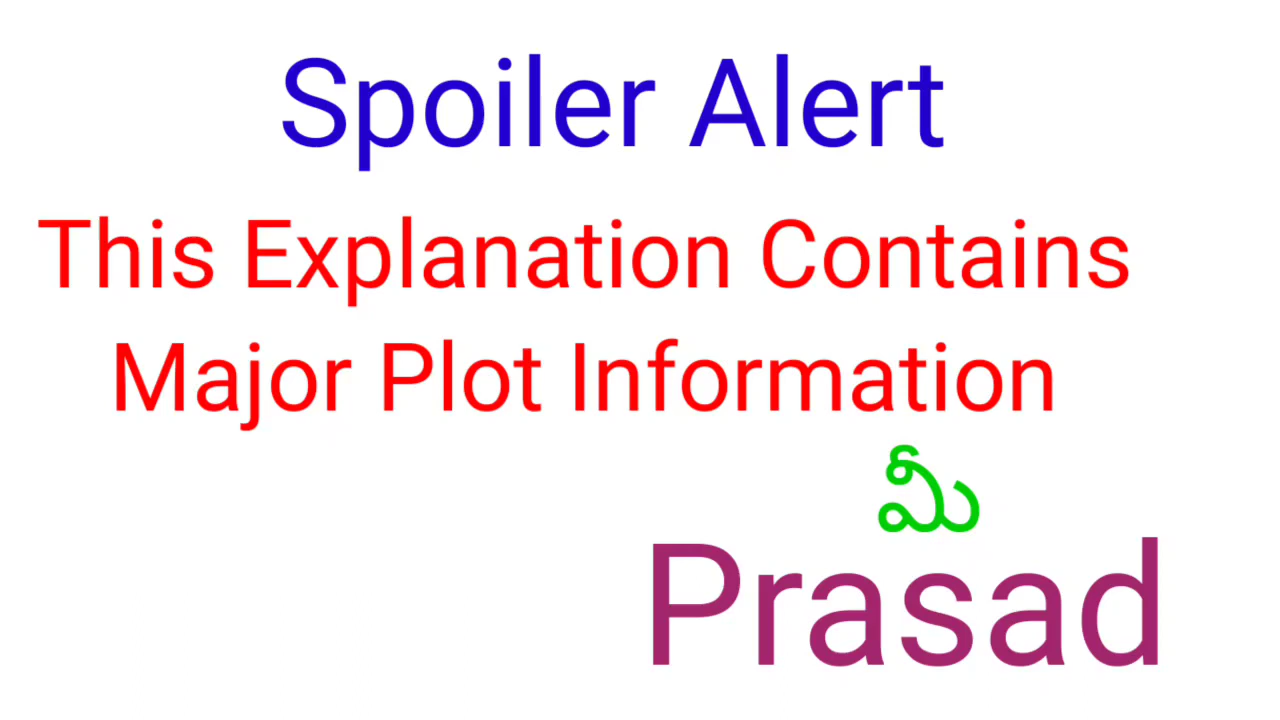 Spoiler Alert
This Explanation Contains
Major Plot Information
మీ
Prasad